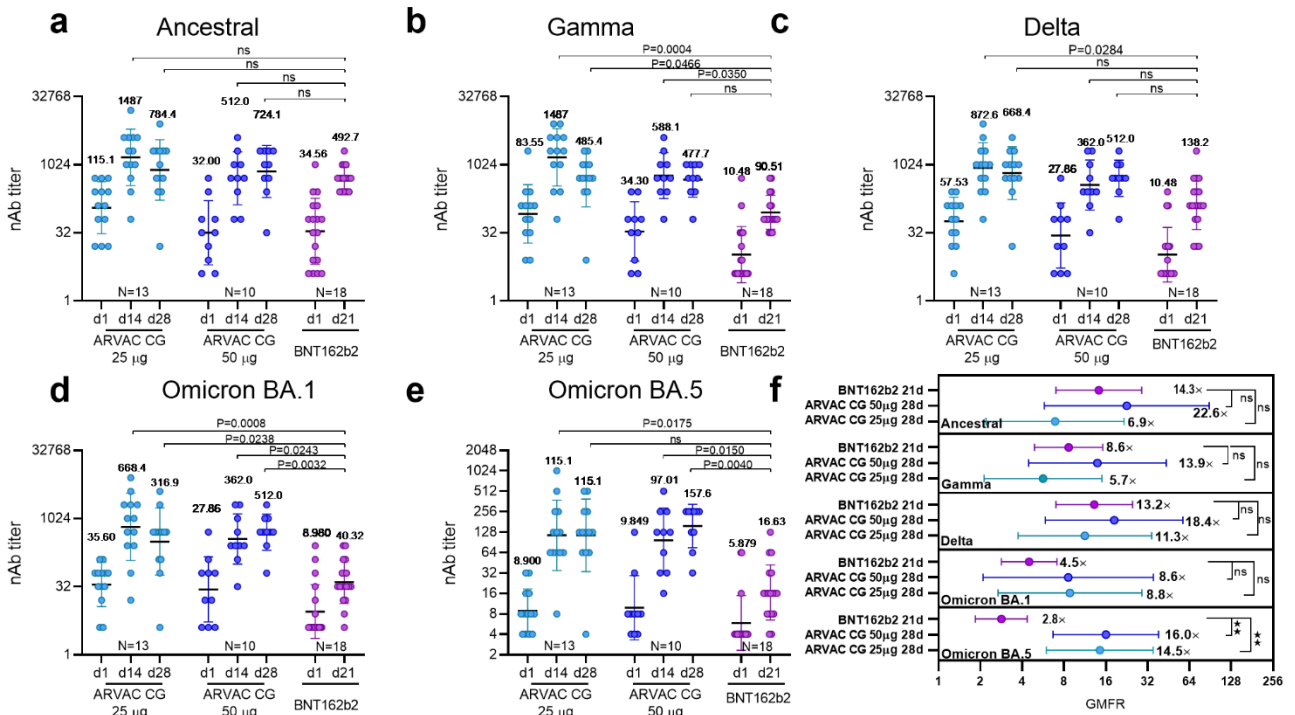 a Ancestral
ns
ns
ns
ns
32768
1024
32
1
nAb titer
115.1 1487 784.4 32.00 512.0 724.1 34.56 492.7
N=13 N=10 N=18
d1 d14 d28 d1 d14 d28 d1 d21
ARVAC CG ARVAC CG BNT162b2
25 µg 50 µg
b Gamma
P=0.0004
P=0.0466
P=0.0350
ns
32768
1024
32
1
nAb titer
83.55 1487 485.4 34.30 588.1 477.7 10.48 90.51
N=13 N=10 N=18
d1 d14 d28 d1 d14 d28 d1 d21
ARVAC CG ARVAC CG BNT162b2
25 µg 50 µg
c Delta
P=0.0284
ns
ns
ns
32768
1024
32
1
nAb titer
57.53 872.6 668.4 27.86 362.0 512.0 10.48 138.2
N=13 N=10 N=18
d1 d14 d28 d1 d14 d28 d1 d21
ARVAC CG ARVAC CG BNT162b2
25 µg 50 µg
d Omicron BA.1
P=0.0008
P=0.0238
P=0.0243
P=0.0032
32768
1024
32
1
nAb titer
35.60 668.4 316.9 27.86 362.0 512.0 8.980 40.32
N=13 N=10 N=18
d1 d14 d28 d1 d14 d28 d1 d21
ARVAC CG ARVAC CG BNT162b2
25 µg 50 µg
e Omicron BA.5
P=0.0175
ns
P=0.0150
P=0.0040
2048
1024
512
256
128
64
32
16
8
4
2
nAb titer
8.900 115.1 115.1 9.849 97.01 157.6 5.879 16.63
N=13 N=10 N=18
d1 d14 d28 d1 d14 d28 d1 d21
ARVAC CG ARVAC CG BNT162b2
25 µg 50 µg
f
BNT162b2 21d 14.3×
ARVAC CG 50µg 28d 22.6× ns ns
ARVAC CG 25µg 28d 6.9×
Ancestral
BNT162b2 21d 8.6×
ARVAC CG 50µg 28d 13.9× ns ns
ARVAC CG 25µg 28d 5.7×
Gamma
BNT162b2 21d 13.2×
ARVAC CG 50µg 28d 18.4× ns ns
ARVAC CG 25µg 28d 11.3×
Delta
BNT162b2 21d 4.5×
ARVAC CG 50µg 28d 8.6× ns ns
ARVAC CG 25µg 28d 8.8×
Omicron BA.1
BNT162b2 21d 2.8×
ARVAC CG 50µg 28d 16.0× ★★ ★★
ARVAC CG 25µg 28d 14.5×
Omicron BA.5
1 2 4 8 16 32 64 128 256
GMFR